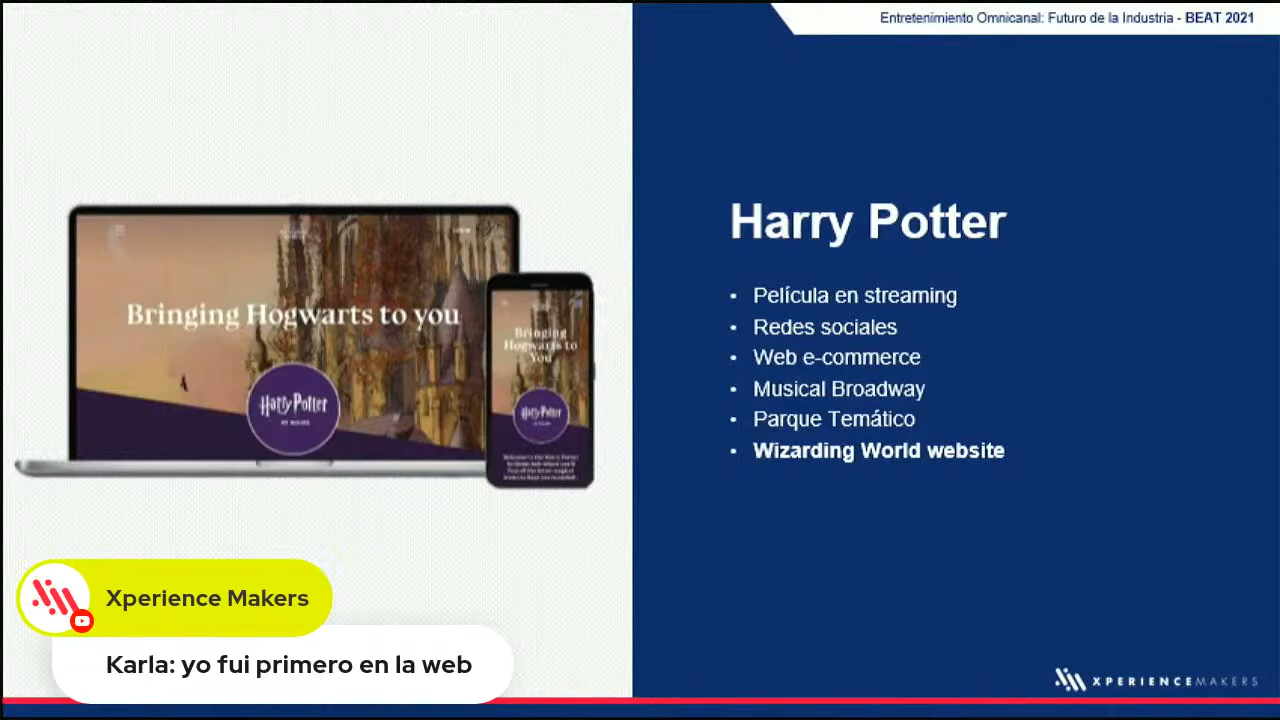 Entretenimiento Omnicanal: Futuro de la Industria - BEAT 2021
Bringing Hogwarts to you
Harry Potter
AT HOME
Bringing
Hogwarts to
You
Harry Potter
Harry Potter
• Película en streaming
• Redes sociales
• Web e-commerce
• Musical Broadway
• Parque Temático
• Wizarding World website
Xperience Makers
Karla: yo fui primero en la web
XPERIENCEMAKERS